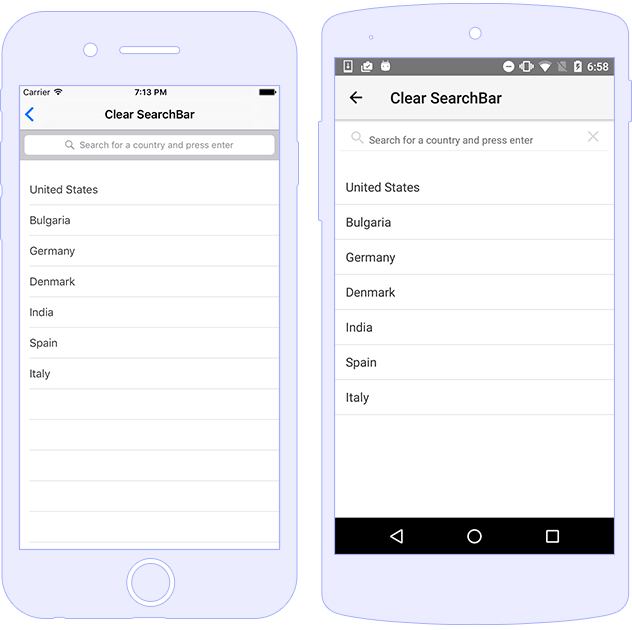 Carrier 7:13 PM
Clear SearchBar
Search for a country and press enter
United States
Bulgaria
Germany
Denmark
India
Spain
Italy
6:58
Clear SearchBar
Search for a country and press enter
United States
Bulgaria
Germany
Denmark
India
Spain
Italy